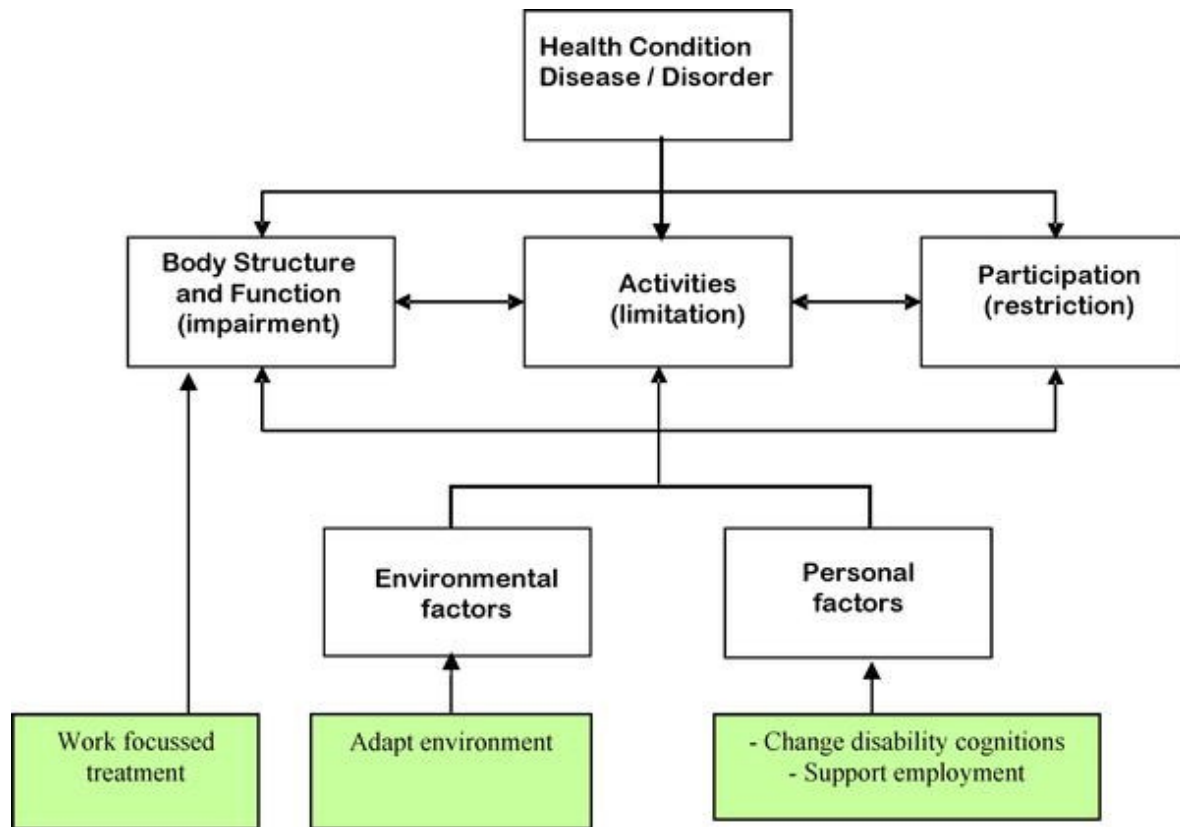 Health Condition
Disease / Disorder
Body Structure
and Function
(impairment)
Activities
(limitation)
Participation
(restriction)
Environmental
factors
Personal
factors
Work focussed
treatment
Adapt environment
- Change disability cognitions
- Support employment